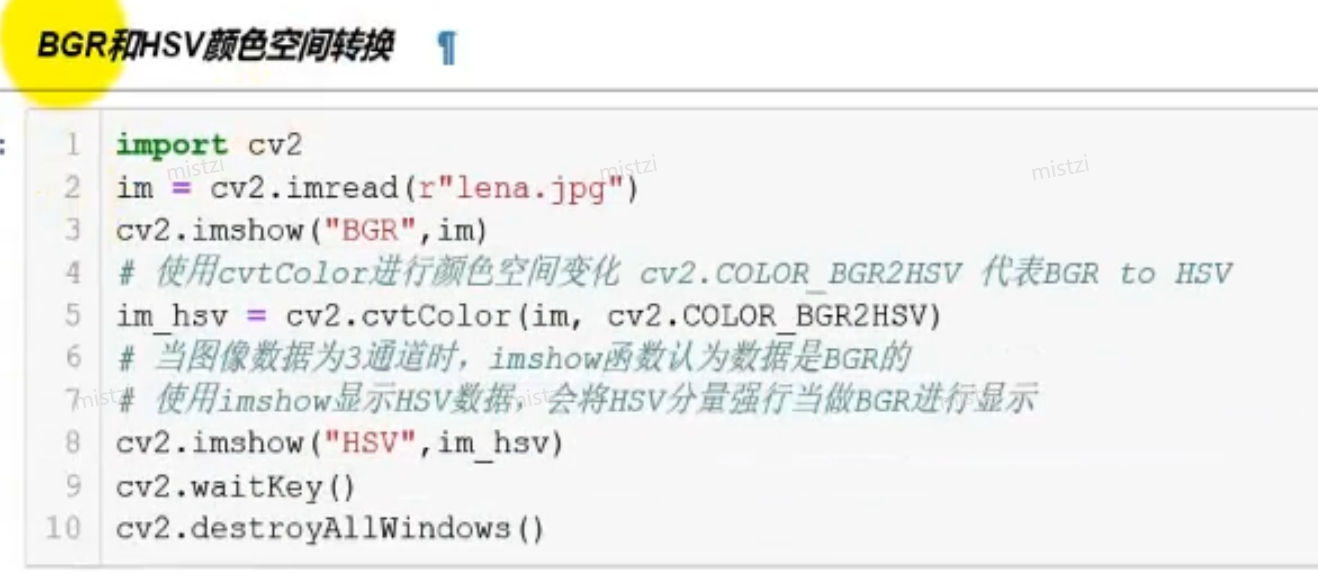 BGR和HSV颜色空间转换 ¶
:
1 import cv2
2 im = cv2.imread(r"lena.jpg")
3 cv2.imshow("BGR",im)
4 # 使用cvtColor进行颜色空间变化 cv2.COLOR_BGR2HSV 代表BGR to HSV
5 im_hsv = cv2.cvtColor(im, cv2.COLOR_BGR2HSV)
6 # 当图像数据为3通道时，imshow函数认为数据是BGR的
7 # 使用imshow显示HSV数据，会将HSV分量强行当做BGR进行显示
8 cv2.imshow("HSV",im_hsv)
9 cv2.waitKey()
10 cv2.destroyAllWindows()
mistzi
mistzi
mistzi